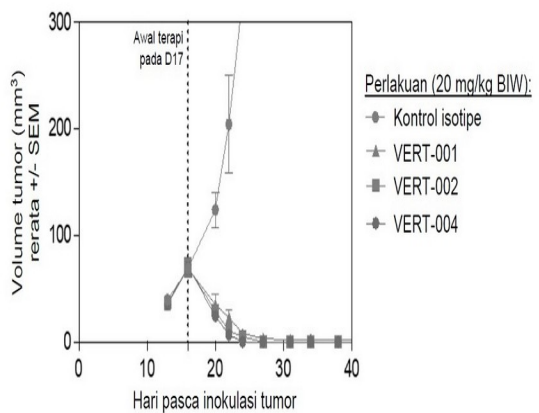 300
200
100
0
Volume tumor (mm³)
rerata +/- SEM
Awal terapi
pada D17
0 10 20 30 40
Hari pasca inokulasi tumor
Perlakuan (20 mg/kg BIW):
Kontrol isotipe
VERT-001
VERT-002
VERT-004